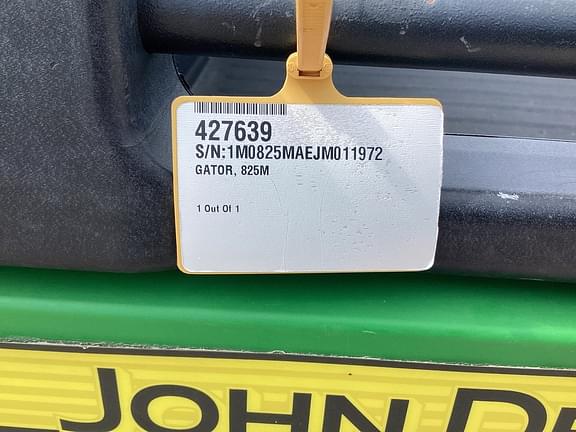 427639
S/N:1M0825MAEJM011972
GATOR, 825M
1 Out Of 1
JOHN DE